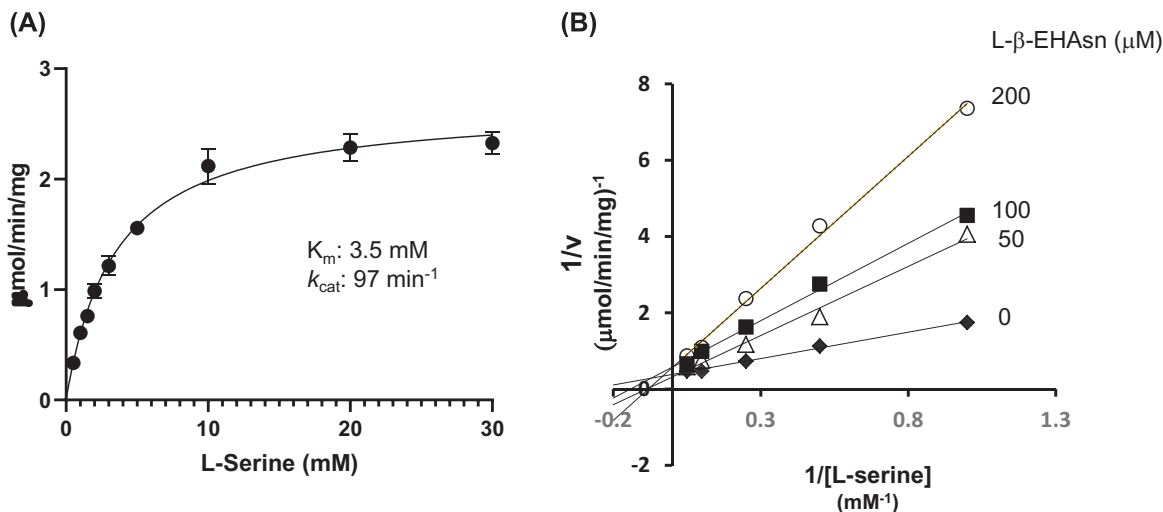 (A)
3
2
1
0
μmol/min/mg
Km: 3.5 mM
kcat: 97 min-1
0 10 20 30
L-Serine (mM)
(B)
L-β-EHAsn (μM)
8
6
4
2
0
-2
200
100
50
0
1/v
(μmol/min/mg)-1
-0.2 0.3 0.8 1.3
1/[L-serine]
(mM-1)